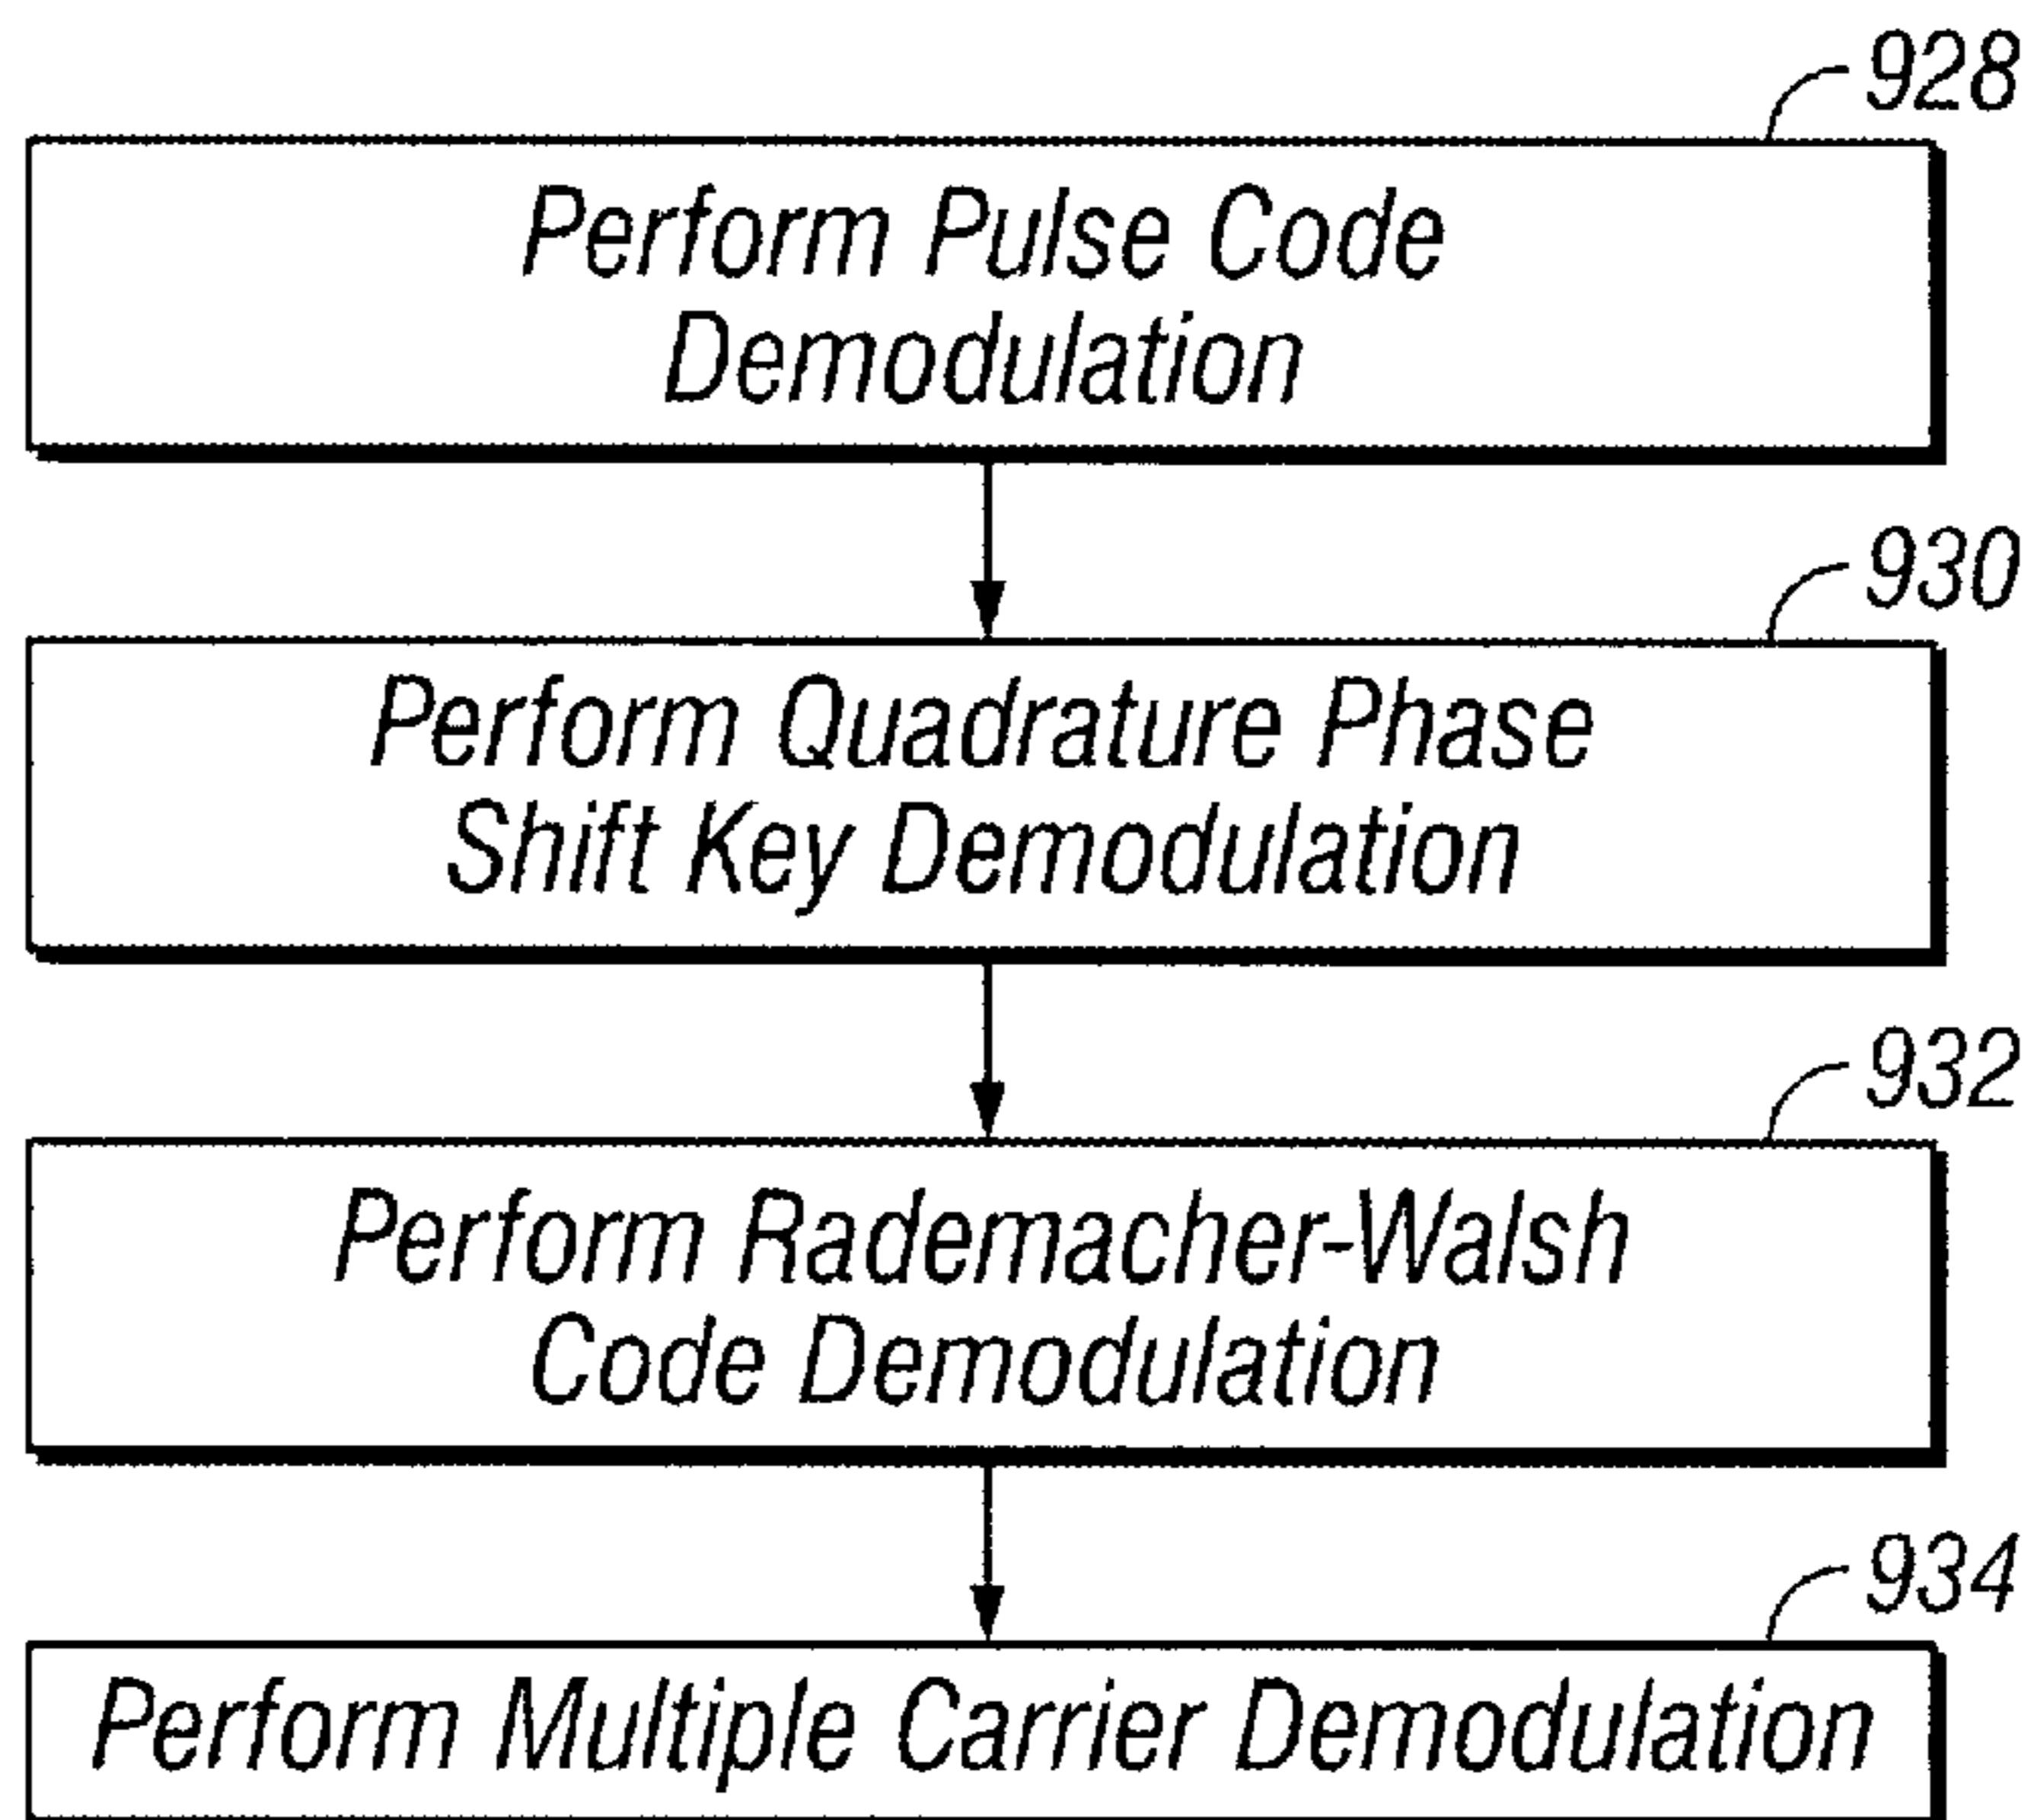 928
Perform Pulse Code
Demodulation
930
Perform Quadrature Phase
Shift Key Demodulation
932
Perform Rademacher-Walsh
Code Demodulation
934
Perform Multiple Carrier Demodulation